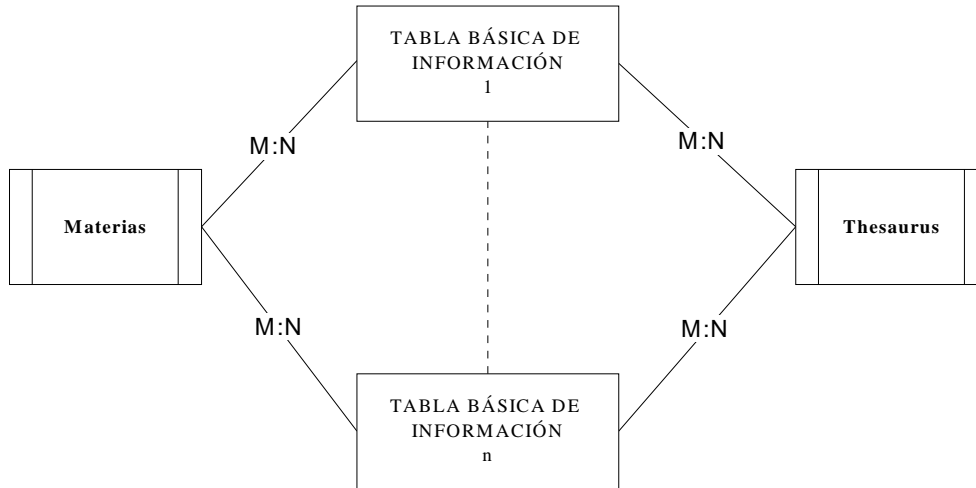 TABLA BÁSICA DE
INFORMACIÓN
1
M:N
M:N
Materias
Thesaurus
M:N
M:N
TABLA BÁSICA DE
INFORMACIÓN
n